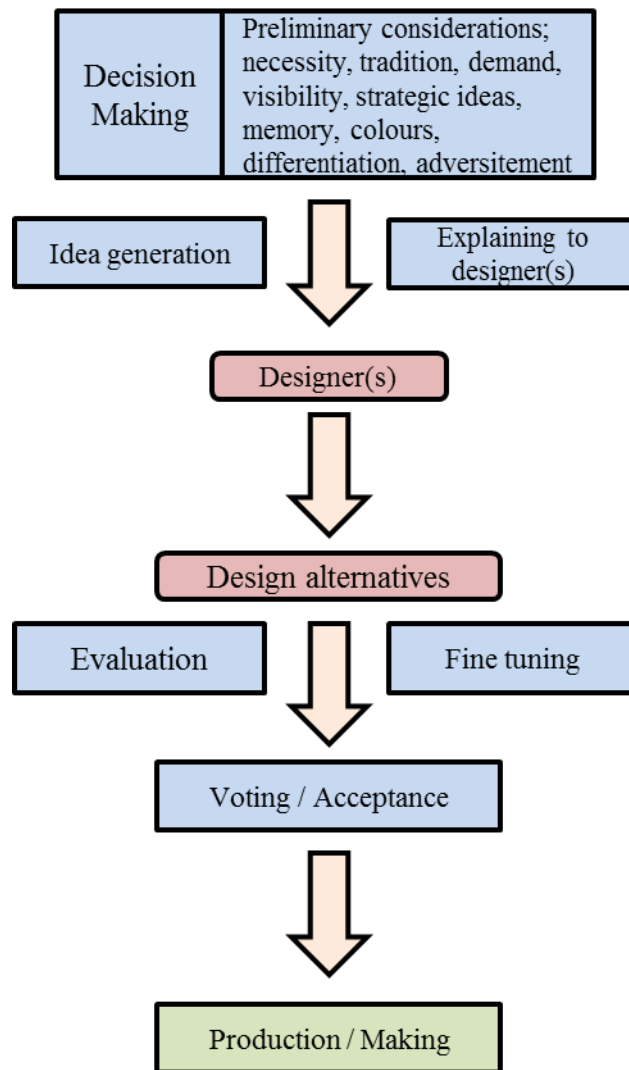 Decision
Making
Preliminary considerations;
necessity, tradition, demand,
visibility, strategic ideas,
memory, colours,
differentiation, adversitement
Idea generation
Explaining to
designer(s)
Designer(s)
Design alternatives
Evaluation
Fine tuning
Voting / Acceptance
Production / Making